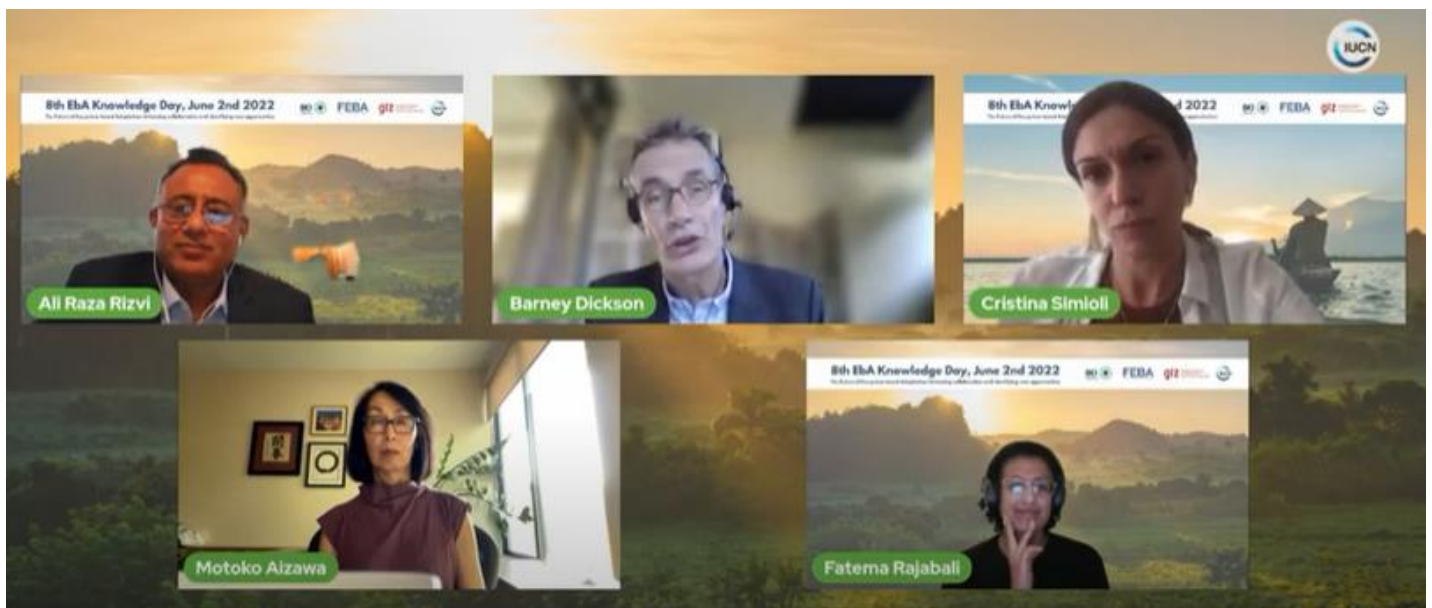 IUCN
8th EbA Knowledge Day, June 2nd 2022
FEBA
giz
Ali Raza Rizvi
Barney Dickson
8th EbA Knowl
d 2022
FEBA
giz
Cristina Simioli
Motoko Aizawa
8th EbA Knowledge Day, June 2nd 2022
FEBA
giz
Fatema Rajabali